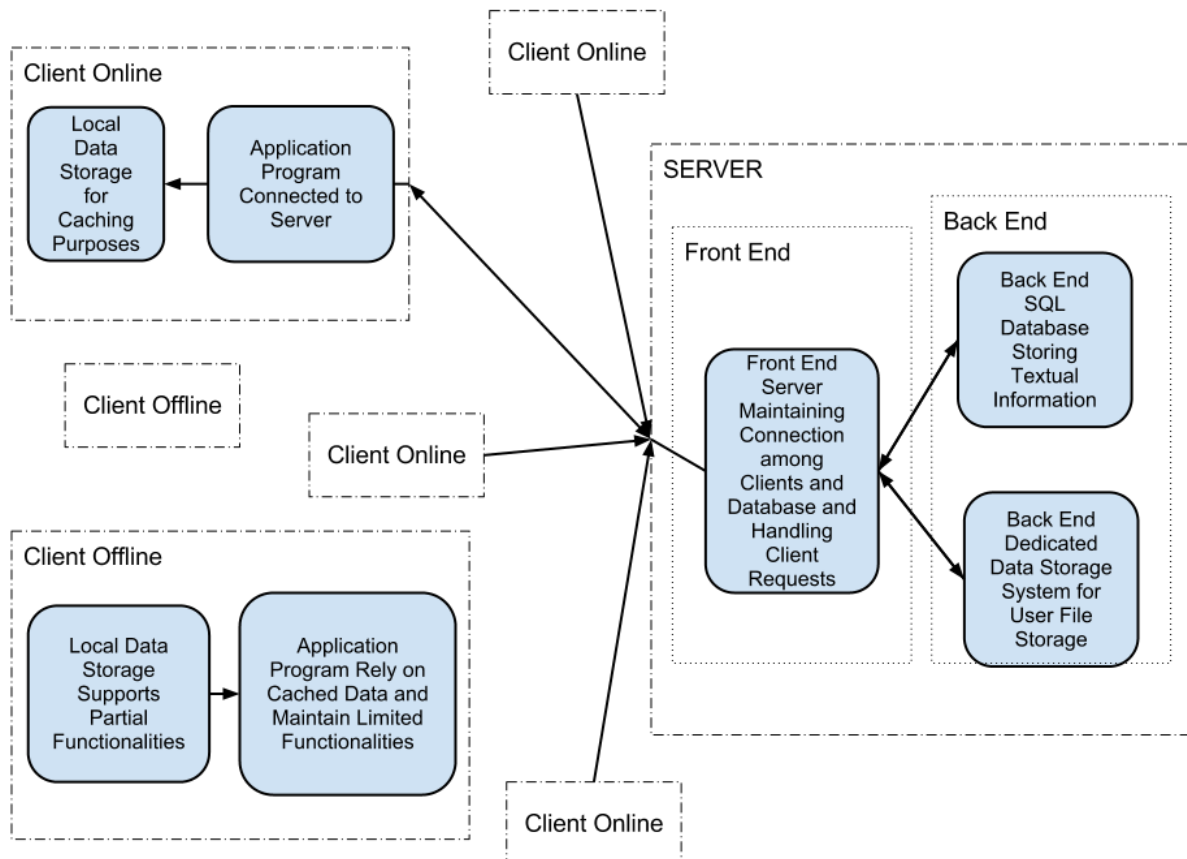 Client Online
Client Online
Local
Data
Storage
for
Caching
Purposes
Application
Program
Connected to
Server
Client Offline
Client Online
Client Offline
Local Data
Storage
Supports
Partial
Functionalities
Application
Program Rely on
Cached Data and
Maintain Limited
Functionalities
Client Online
SERVER
Front End
Front End
Server
Maintaining
Connection
among
Clients and
Database and
Handling
Client
Requests
Back End
Back End
SQL
Database
Storing
Textual
Information
Back End
Dedicated
Data Storage
System for
User File
Storage